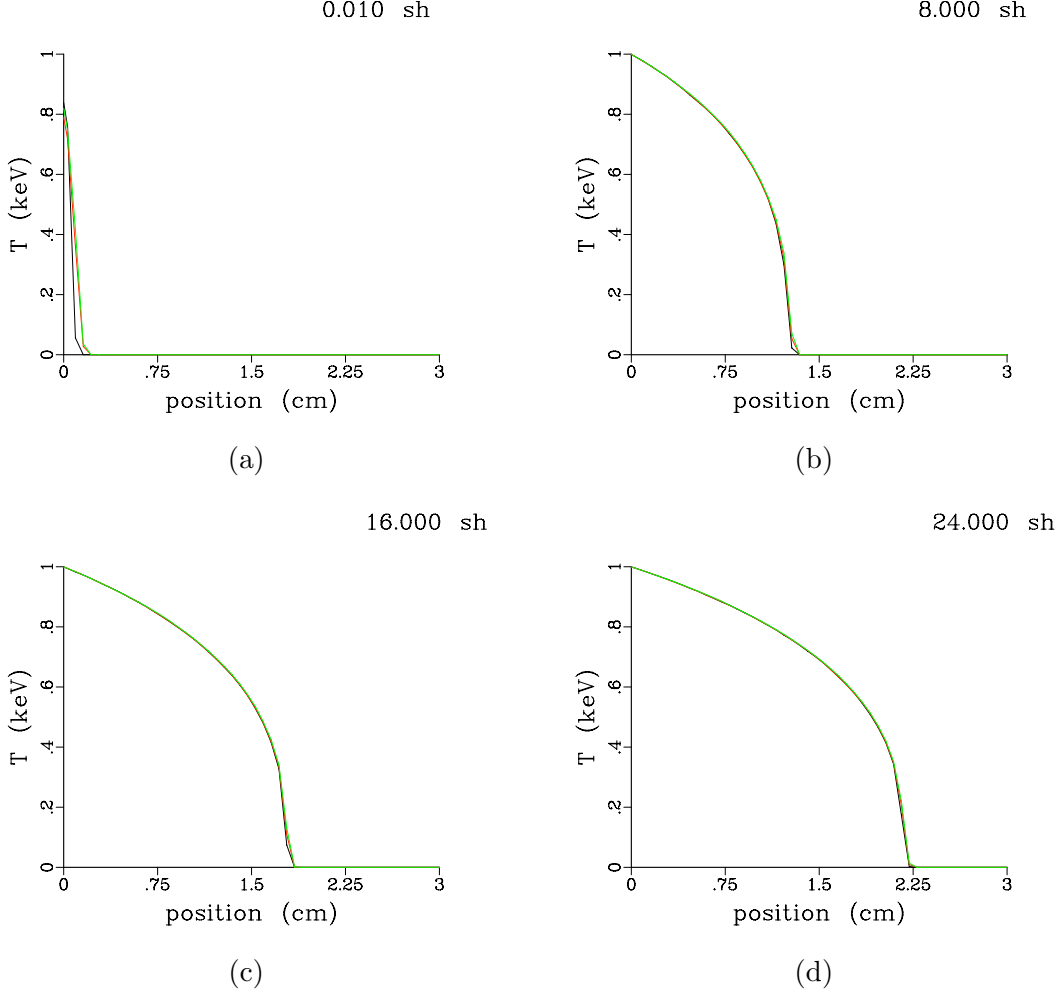 0.010 sh
T (keV)
1
.8
.6
.4
.2
0
0 .75 1.5 2.25 3
position (cm)
(a)
8.000 sh
T (keV)
1
.8
.6
.4
.2
0
0 .75 1.5 2.25 3
position (cm)
(b)
16.000 sh
T (keV)
1
.8
.6
.4
.2
0
0 .75 1.5 2.25 3
position (cm)
(c)
24.000 sh
T (keV)
1
.8
.6
.4
.2
0
0 .75 1.5 2.25 3
position (cm)
(d)